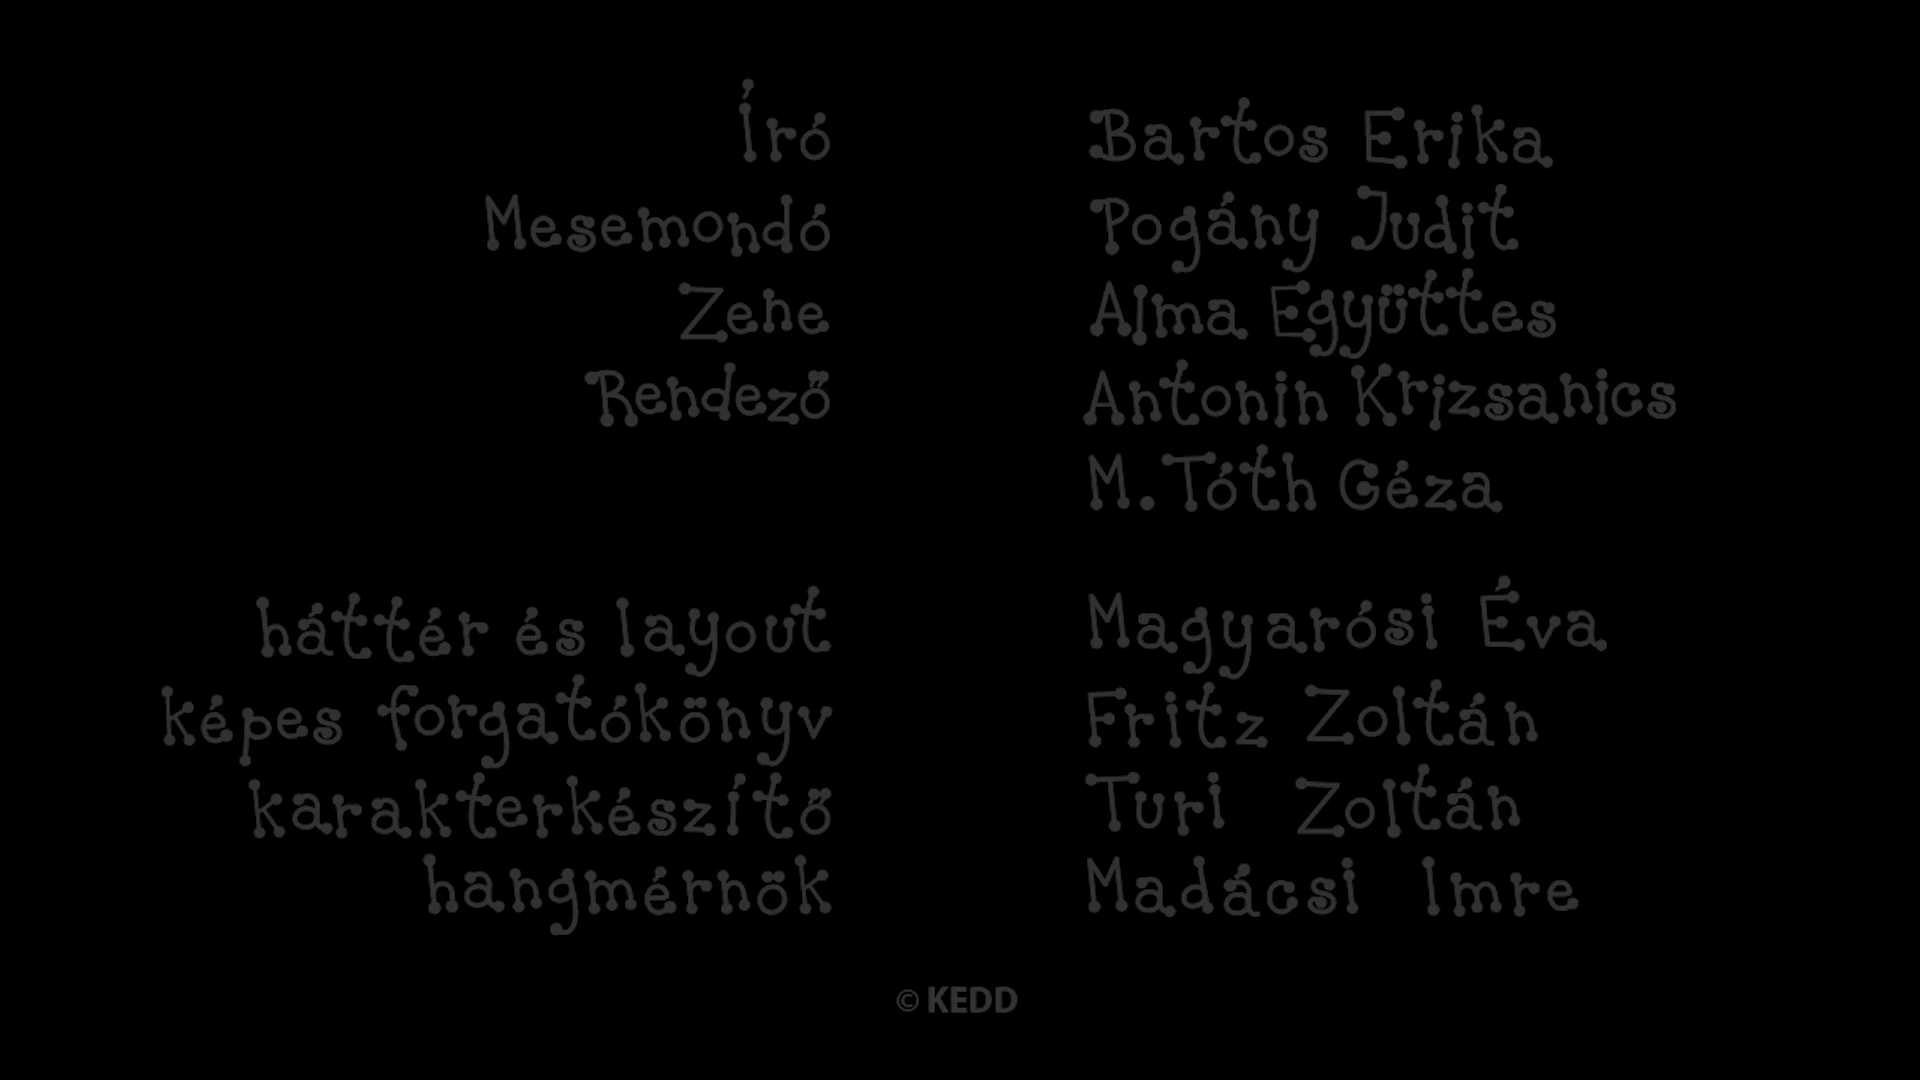 Író Bartos Erika
Mesemondó Pogány Judit
Zene Alma Együttes
Rendező Antonin Krizsanics
M. Tóth Géza
háttér és layout Magyarósi Éva
képes forgatókönyv Fritz Zoltán
karakterkészítő Turi Zoltán
hangmérnök Madácsi Imre
© KEDD